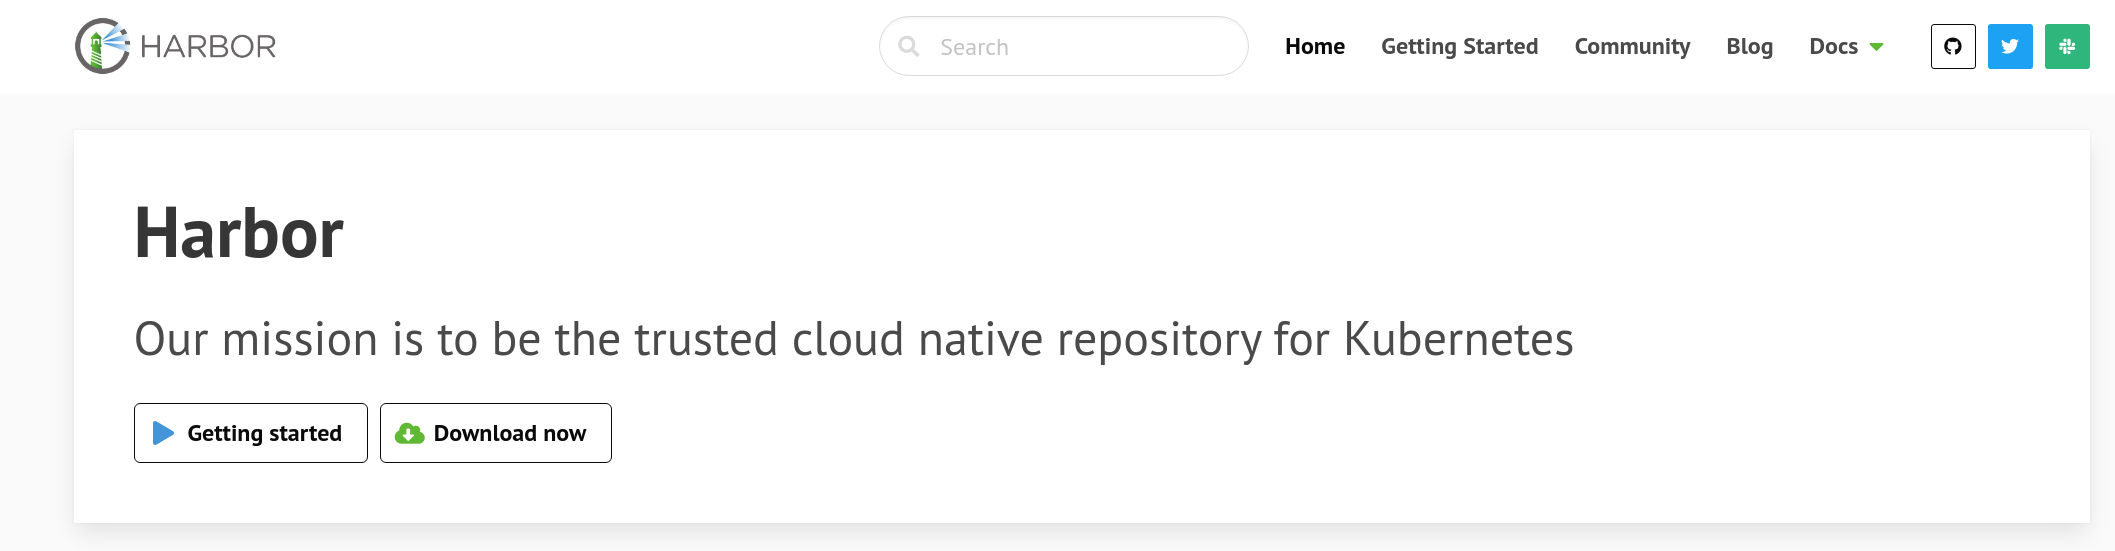 HARBOR
Search
Home
Getting Started
Community
Blog
Docs
Harbor
Our mission is to be the trusted cloud native repository for Kubernetes
Getting started
Download now